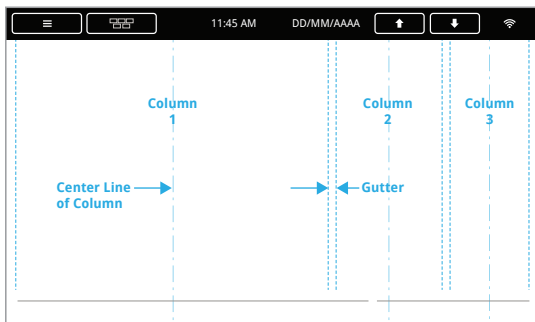 11:45 AM DD/MM/AAAA
Column
1
Column
2
Column
3
Center Line
of Column
Gutter